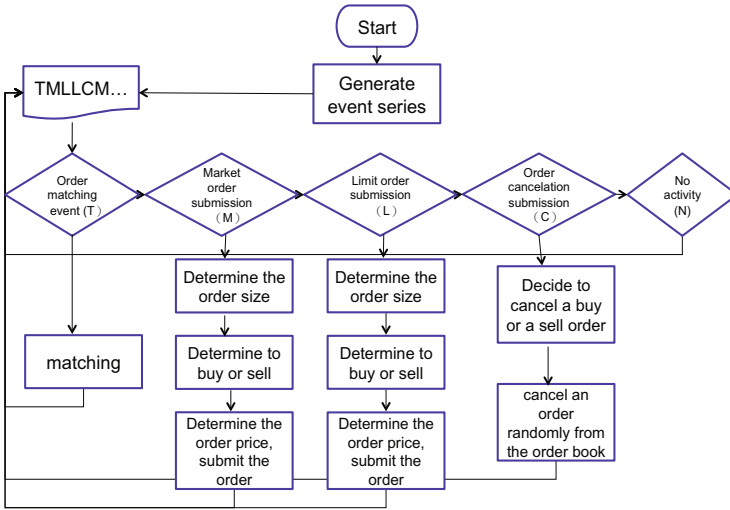 Start
Generate
event series
TMLLCM…
Order
matching
event (T)
Market
order
submission
（M）
Limit order
submission
（L）
Order
cancelation
submission
（C）
No
activity
(N)
Determine the
order size
Determine the
order size
Decide to
cancel a buy
or a sell order
matching
Determine to
buy or sell
Determine to
buy or sell
Determine the
order price,
submit the
order
Determine the
order price,
submit the
order
cancel an
order
randomly from
the order book